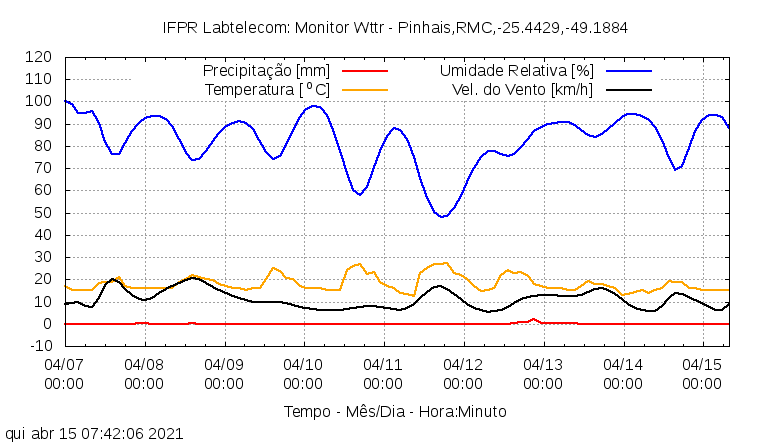 IFPR Labtelecom: Monitor Wttr - Pinhais,RMC,-25.4429,-49.1884
Precipitação [mm]
Temperatura [⁰C]
Umidade Relativa [%]
Vel. do Vento [km/h]
120
110
100
90
80
70
60
50
40
30
20
10
0
-10
04/07 04/08 04/09 04/10 04/11 04/12 04/13 04/14 04/15
00:00 00:00 00:00 00:00 00:00 00:00 00:00 00:00 00:00
Tempo - Mês/Dia - Hora:Minuto
qui abr 15 07:42:06 2021